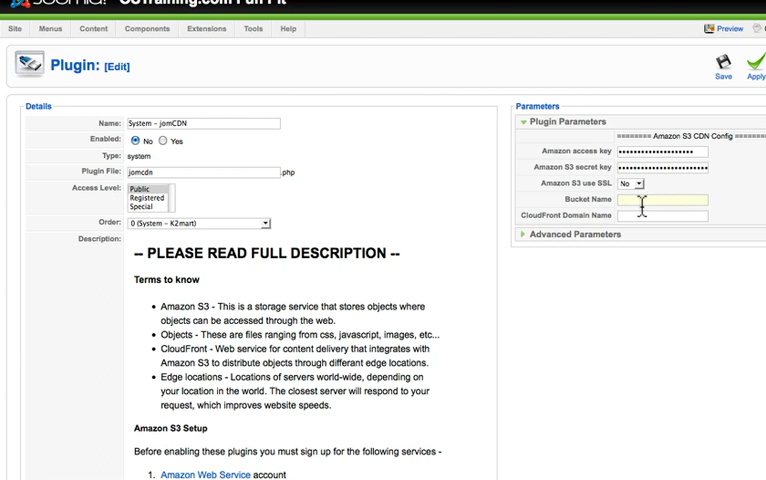 Site Menus Content Components Extensions Tools Help Preview
Plugin: [Edit]
Save Apply
Details
Name: System - jomCDN
Enabled: No Yes
Type: system
Plugin File: jomcdn .php
Access Level: Public
Registered
Special
Order: 0 (System - K2mart)
Description:
-- PLEASE READ FULL DESCRIPTION --
Terms to know
• Amazon S3 - This is a storage service that stores objects where
objects can be accessed through the web.
• Objects - These are files ranging from css, javascript, images, etc...
• CloudFront - Web service for content delivery that integrates with
Amazon S3 to distribute objects through different edge locations.
• Edge locations - Locations of servers world-wide, depending on
your location in the world. The closest server will respond to your
request, which improves website speeds.
Amazon S3 Setup
Before enabling these plugins you must sign up for the following services -
1. Amazon Web Service account
Parameters
Plugin Parameters
======== Amazon S3 CDN Config =======
Amazon access key
Amazon S3 secret key
Amazon S3 use SSL No
Bucket Name
CloudFront Domain Name
Advanced Parameters